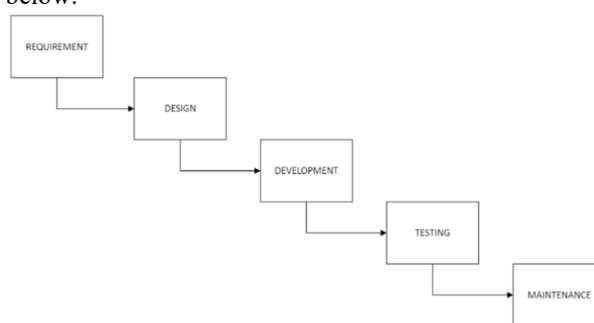 below.
REQUIREMENT
DESIGN
DEVELOPMENT
TESTING
MAINTENANCE